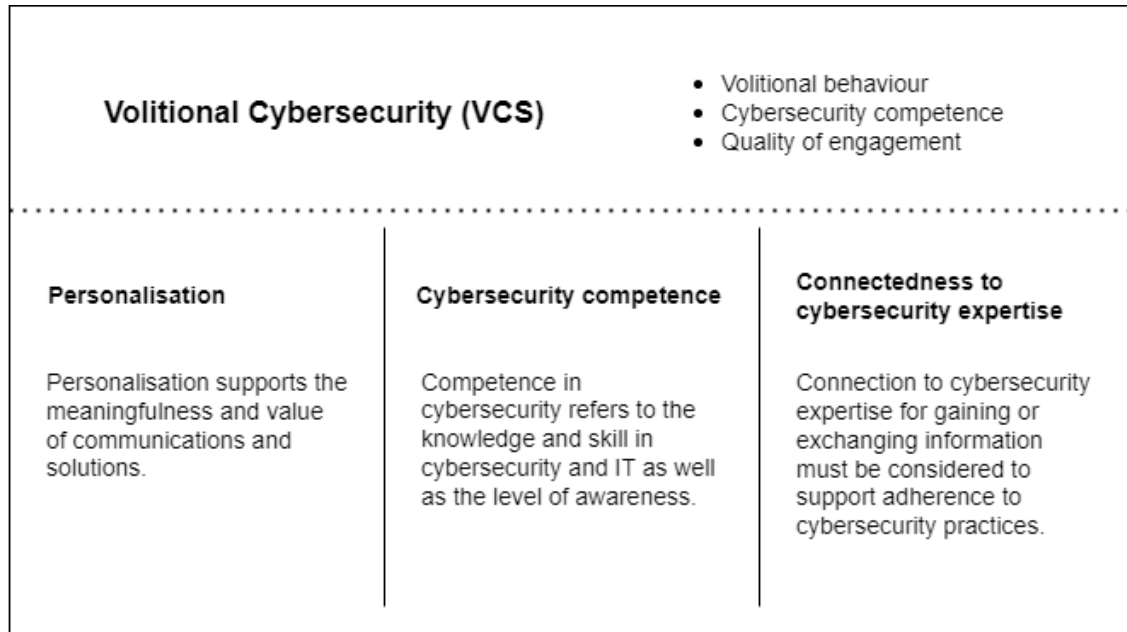 Volitional Cybersecurity (VCS)
• Volitional behaviour
• Cybersecurity competence
• Quality of engagement
Personalisation
Personalisation supports the
meaningfulness and value
of communications and
solutions.
Cybersecurity competence
Competence in
cybersecurity refers to the
knowledge and skill in
cybersecurity and IT as well
as the level of awareness.
Connectedness to
cybersecurity expertise
Connection to cybersecurity
expertise for gaining or
exchanging information
must be considered to
support adherence to
cybersecurity practices.